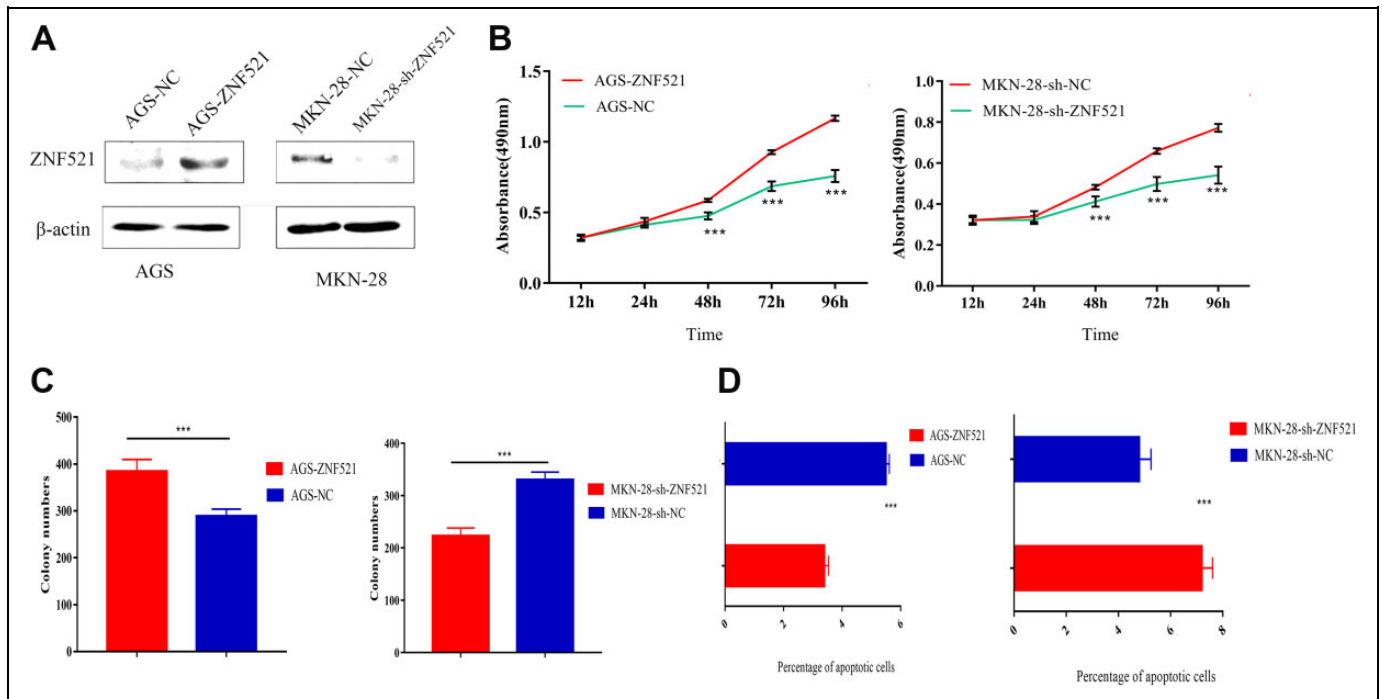 A
AGS-NC
AGS-ZNF521
MKN-28-NC
MKN-28-sh-ZNF521
ZNF521
β-actin
AGS
MKN-28
B
1.5
1.0
0.5
0.0
Absorbance(490nm)
AGS-ZNF521
AGS-NC
***
***
***
12h 24h 48h 72h 96h
Time
1.0
0.8
0.6
0.4
0.2
0.0
Absorbance(490nm)
MKN-28-sh-NC
MKN-28-sh-ZNF521
***
***
***
12h 24h 48h 72h 96h
Time
C
500
400
300
200
100
0
Colony numbers
***
AGS-ZNF521
AGS-NC
400
300
200
100
0
Colony numbers
***
MKN-28-sh-ZNF521
MKN-28-sh-NC
D
AGS-ZNF521
AGS-NC
***
0 2 4 6
Percentage of apoptotic cells
MKN-28-sh-ZNF521
MKN-28-sh-NC
***
0 2 4 6 8
Percentage of apoptotic cells